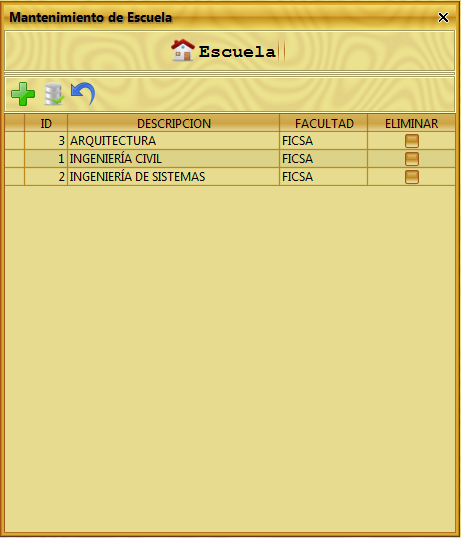 Mantenimiento de Escuela
Escuela
ID DESCRIPCION FACULTAD ELIMINAR
3 ARQUITECTURA FICSA
1 INGENIERÍA CIVIL FICSA
2 INGENIERÍA DE SISTEMAS FICSA